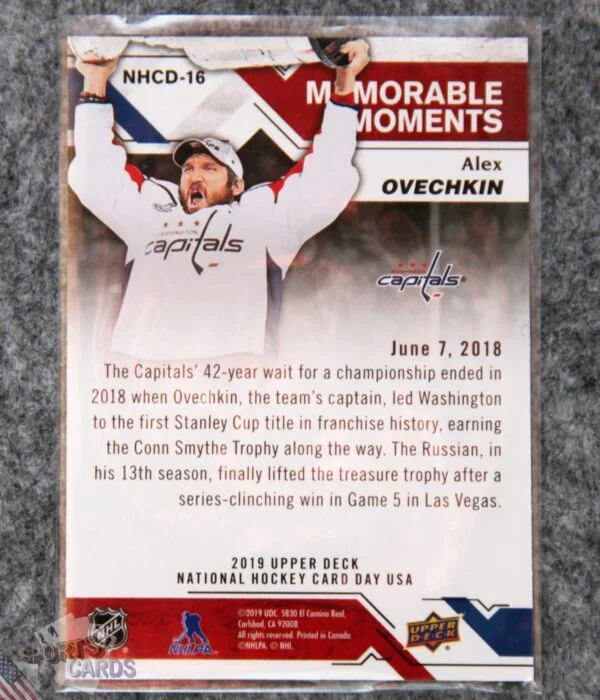 NHCD-16
MEMORABLE
MOMENTS
Alex
OVECHKIN
WASHINGTON
capitals
capitals
June 7, 2018
The Capitals' 42-year wait for a championship ended in
2018 when Ovechkin, the team's captain, led Washington
to the first Stanley Cup title in franchise history, earning
the Conn Smythe Trophy along the way. The Russian, in
his 13th season, finally lifted the treasure trophy after a
series-clinching win in Game 5 in Las Vegas.
2019 UPPER DECK
NATIONAL HOCKEY CARD DAY USA
NHL
NHLPA
©2019 UDC. 5830 El Camino Real,
Carlsbad, CA 92008
All rights reserved. Printed in Canada.
©NHLPA. © NHL.
UPPER
DECK
SPORTS
CARDS